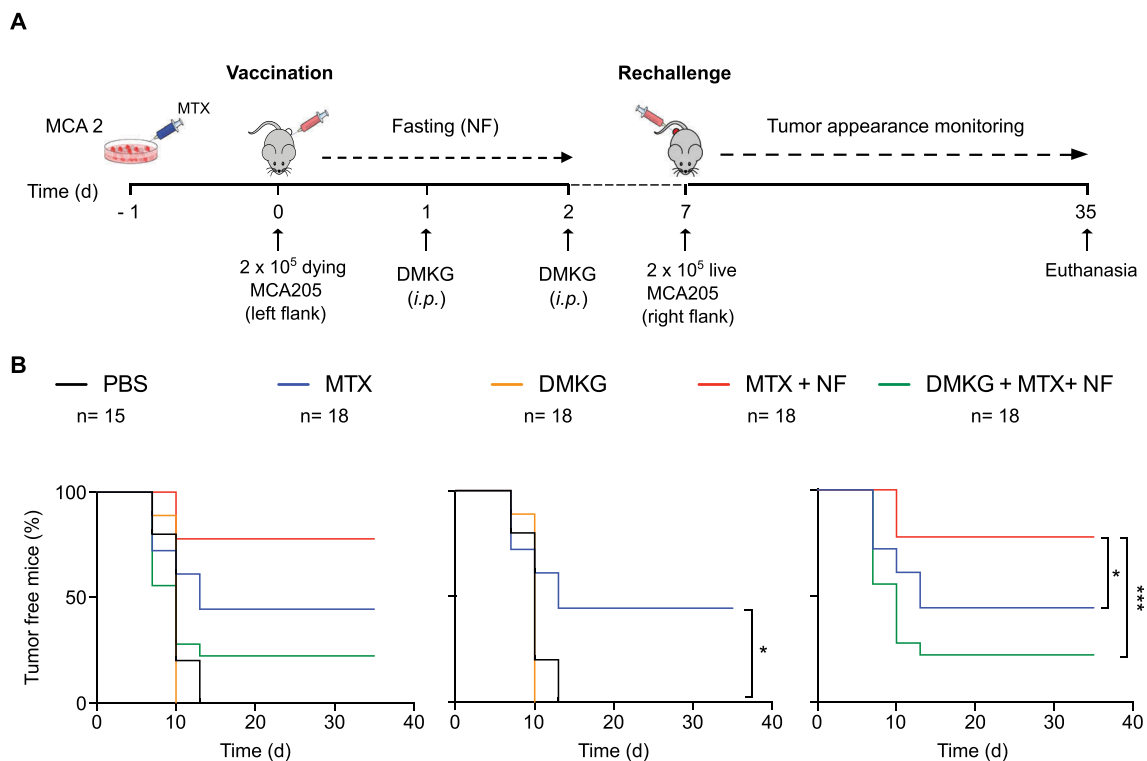 A
Vaccination
Rechallenge
MTX
MCA 2
Fasting (NF)
Tumor appearance monitoring
Time (d)
- 1
0
1
2
7
35
2 x 10⁵ dying
MCA205
(left flank)
DMKG
(i.p.)
DMKG
(i.p.)
2 x 10⁵ live
MCA205
(right flank)
Euthanasia
B
PBS
MTX
DMKG
MTX + NF
DMKG + MTX+ NF
n= 15
n= 18
n= 18
n= 18
n= 18
Tumor free mice (%)
100
50
0
0
10
20
30
40
Time (d)
*
0
10
20
30
40
Time (d)
*
***
0
10
20
30
40
Time (d)